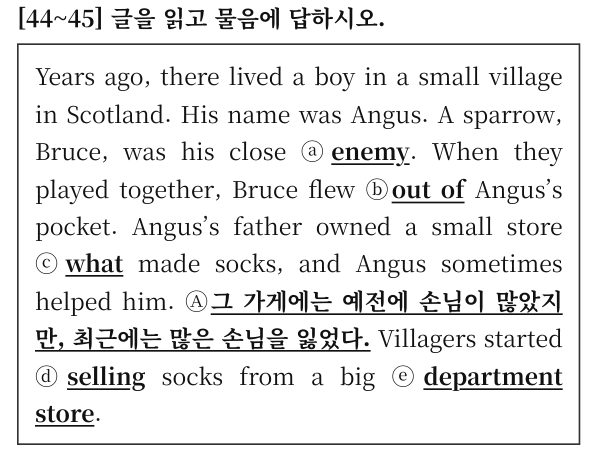 [44~45] 글을 읽고 물음에 답하시오.
Years ago, there lived a boy in a small village
in Scotland. His name was Angus. A sparrow,
Bruce, was his close ⓐ enemy. When they
played together, Bruce flew ⓑ out of Angus’s
pocket. Angus’s father owned a small store
ⓒ what made socks, and Angus sometimes
helped him. Ⓐ그 가게에는 예전에 손님이 많았지
만, 최근에는 많은 손님을 잃었다. Villagers started
ⓓ selling socks from a big ⓔ department
store.